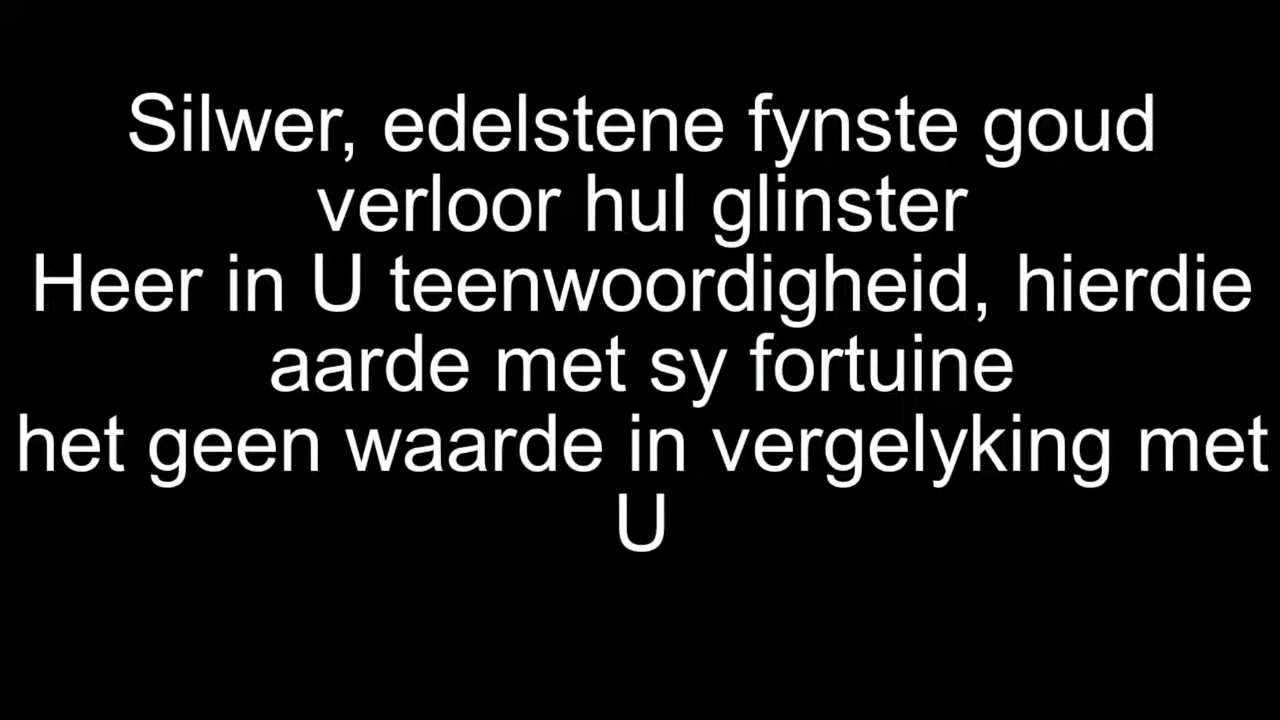 Silwer, edelstene fynste goud
verloor hul glinster
Heer in U teenwoordigheid, hierdie
aarde met sy fortuine
het geen waarde in vergelyking met
U